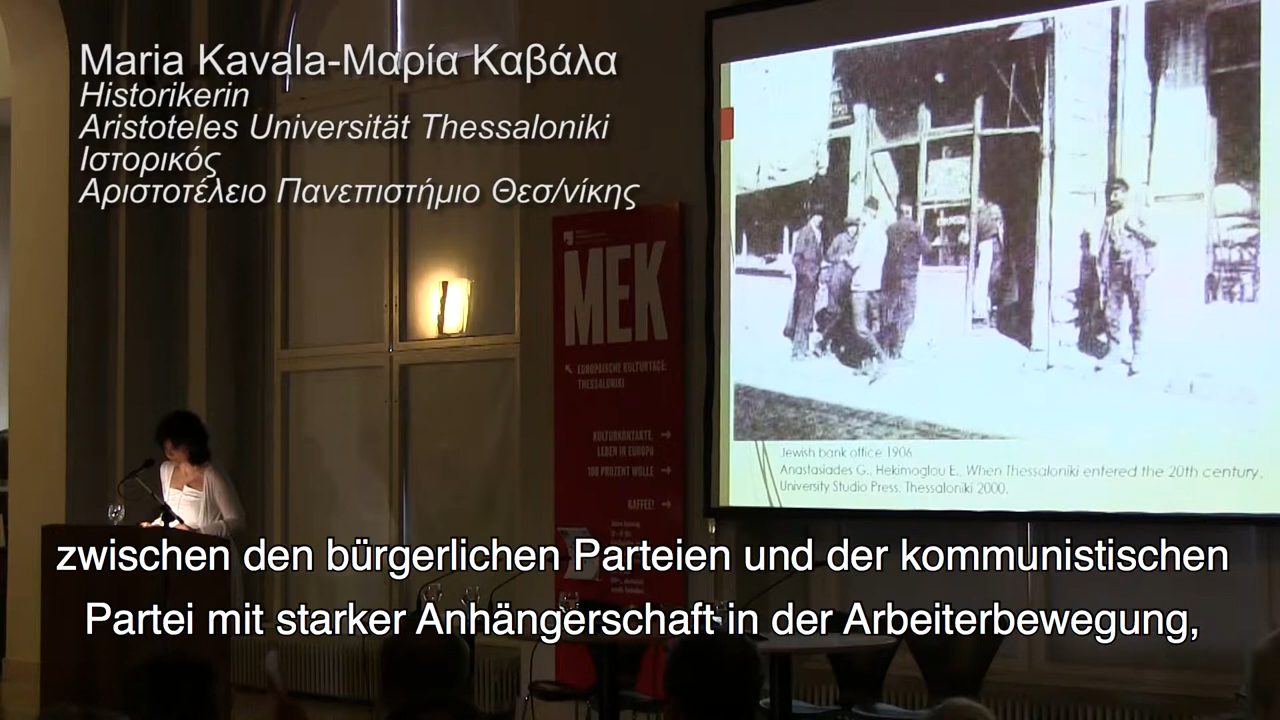 Maria Kavala-Μαρία Καβάλα
Historikerin
Aristoteles Universität Thessaloniki
Ιστορικός
Αριστοτέλειο Πανεπιστήμιο Θεσ/νίκης
MEK
EUROPÄISCHE KULTURTAGE:
THESSALONIKI
KULTURKONTAKTE.
LEBEN IN EUROPA
100 PROZENT WOLLE
KAFFEE!
Jewish bank office 1906
Anastasiades G., Hekimoglou E., When Thessaloniki entered the 20th century,
University Studio Press, Thessaloniki 2000.
zwischen den bürgerlichen Parteien und der kommunistischen
Partei mit starker Anhängerschaft in der Arbeiterbewegung,